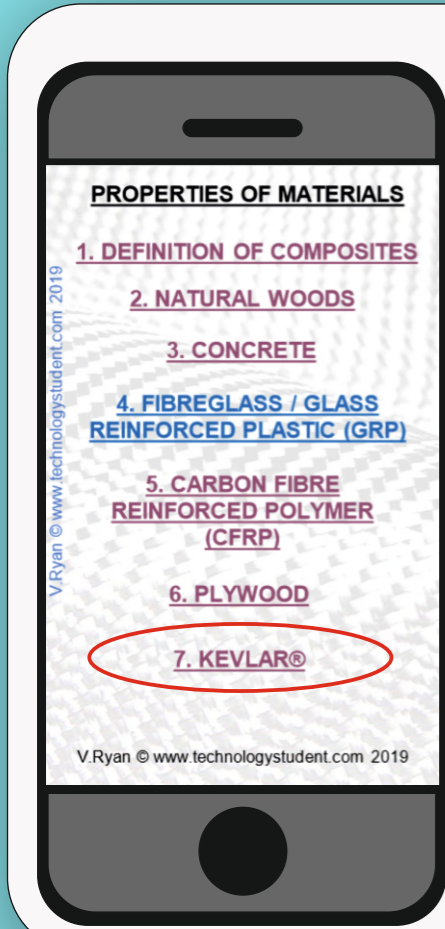 PROPERTIES OF MATERIALS
1. DEFINITION OF COMPOSITES
2. NATURAL WOODS
3. CONCRETE
4. FIBREGLASS / GLASS
REINFORCED PLASTIC (GRP)
5. CARBON FIBRE
REINFORCED POLYMER
(CFRP)
6. PLYWOOD
7. KEVLAR®
V.Ryan © www.technologystudent.com 2019
V.Ryan © www.technologystudent.com 2019